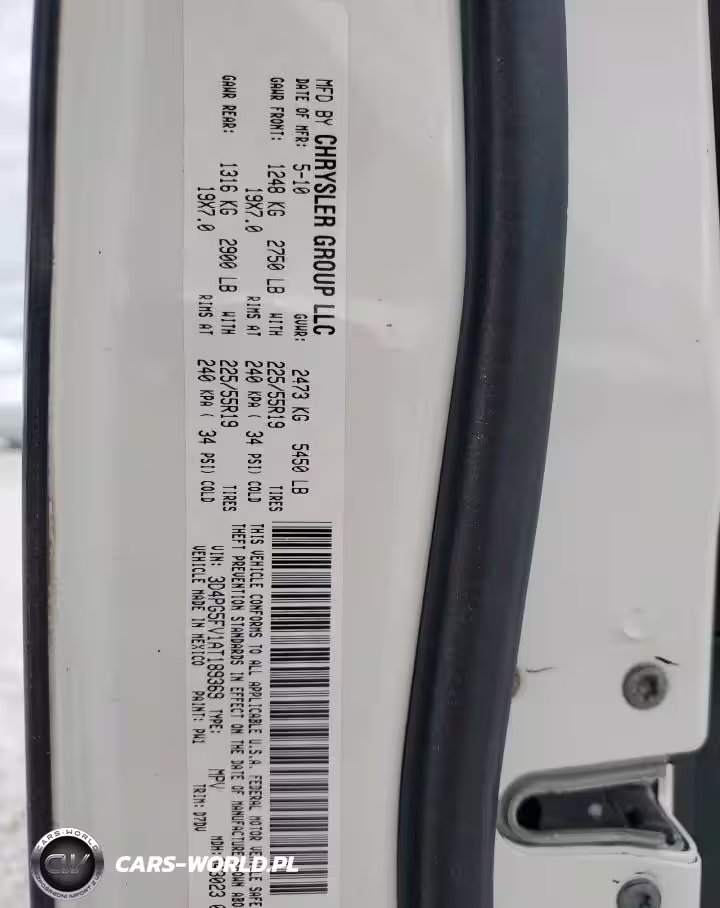 MFD BY CHRYSLER GROUP LLC
DATE OF MFR: 5-10 GVWR: 2473 KG 5450 LB
GAWR FRONT: 1248 KG 2750 LB WITH 225/55R19 TIRES
19X7.0 RIMS AT 240 KPA ( 34 PSI) COLD
GAWR REAR: 1316 KG 2900 LB WITH 225/55R19 TIRES
19X7.0 RIMS AT 240 KPA ( 34 PSI) COLD
THIS VEHICLE CONFORMS TO ALL APPLICABLE U.S.A. FEDERAL MOTOR VEHICLE SAFE
THEFT PREVENTION STANDARDS IN EFFECT ON THE DATE OF MANUFACTURE
VIN: 3D4PG5FV1AT189369 TYPE: MPV MDH:
VEHICLE MADE IN MEXICO PAINT: PW1 TRIM: D7DV
CARS-WORLD
CW
CARS-WORLD.PL